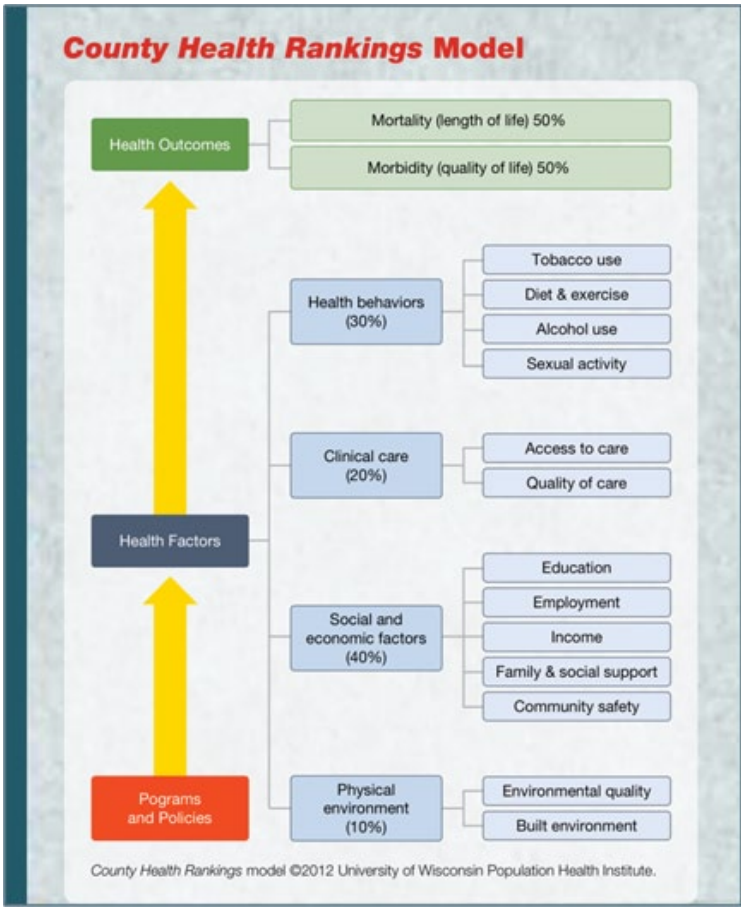 County Health Rankings Model
Health Outcomes
Mortality (length of life) 50%
Morbidity (quality of life) 50%
Health behaviors
(30%)
Tobacco use
Diet & exercise
Alcohol use
Sexual activity
Clinical care
(20%)
Access to care
Quality of care
Health Factors
Social and
economic factors
(40%)
Education
Employment
Income
Family & social support
Community safety
Pograms
and Policies
Physical
environment
(10%)
Environmental quality
Built environment
County Health Rankings model ©2012 University of Wisconsin Population Health Institute.